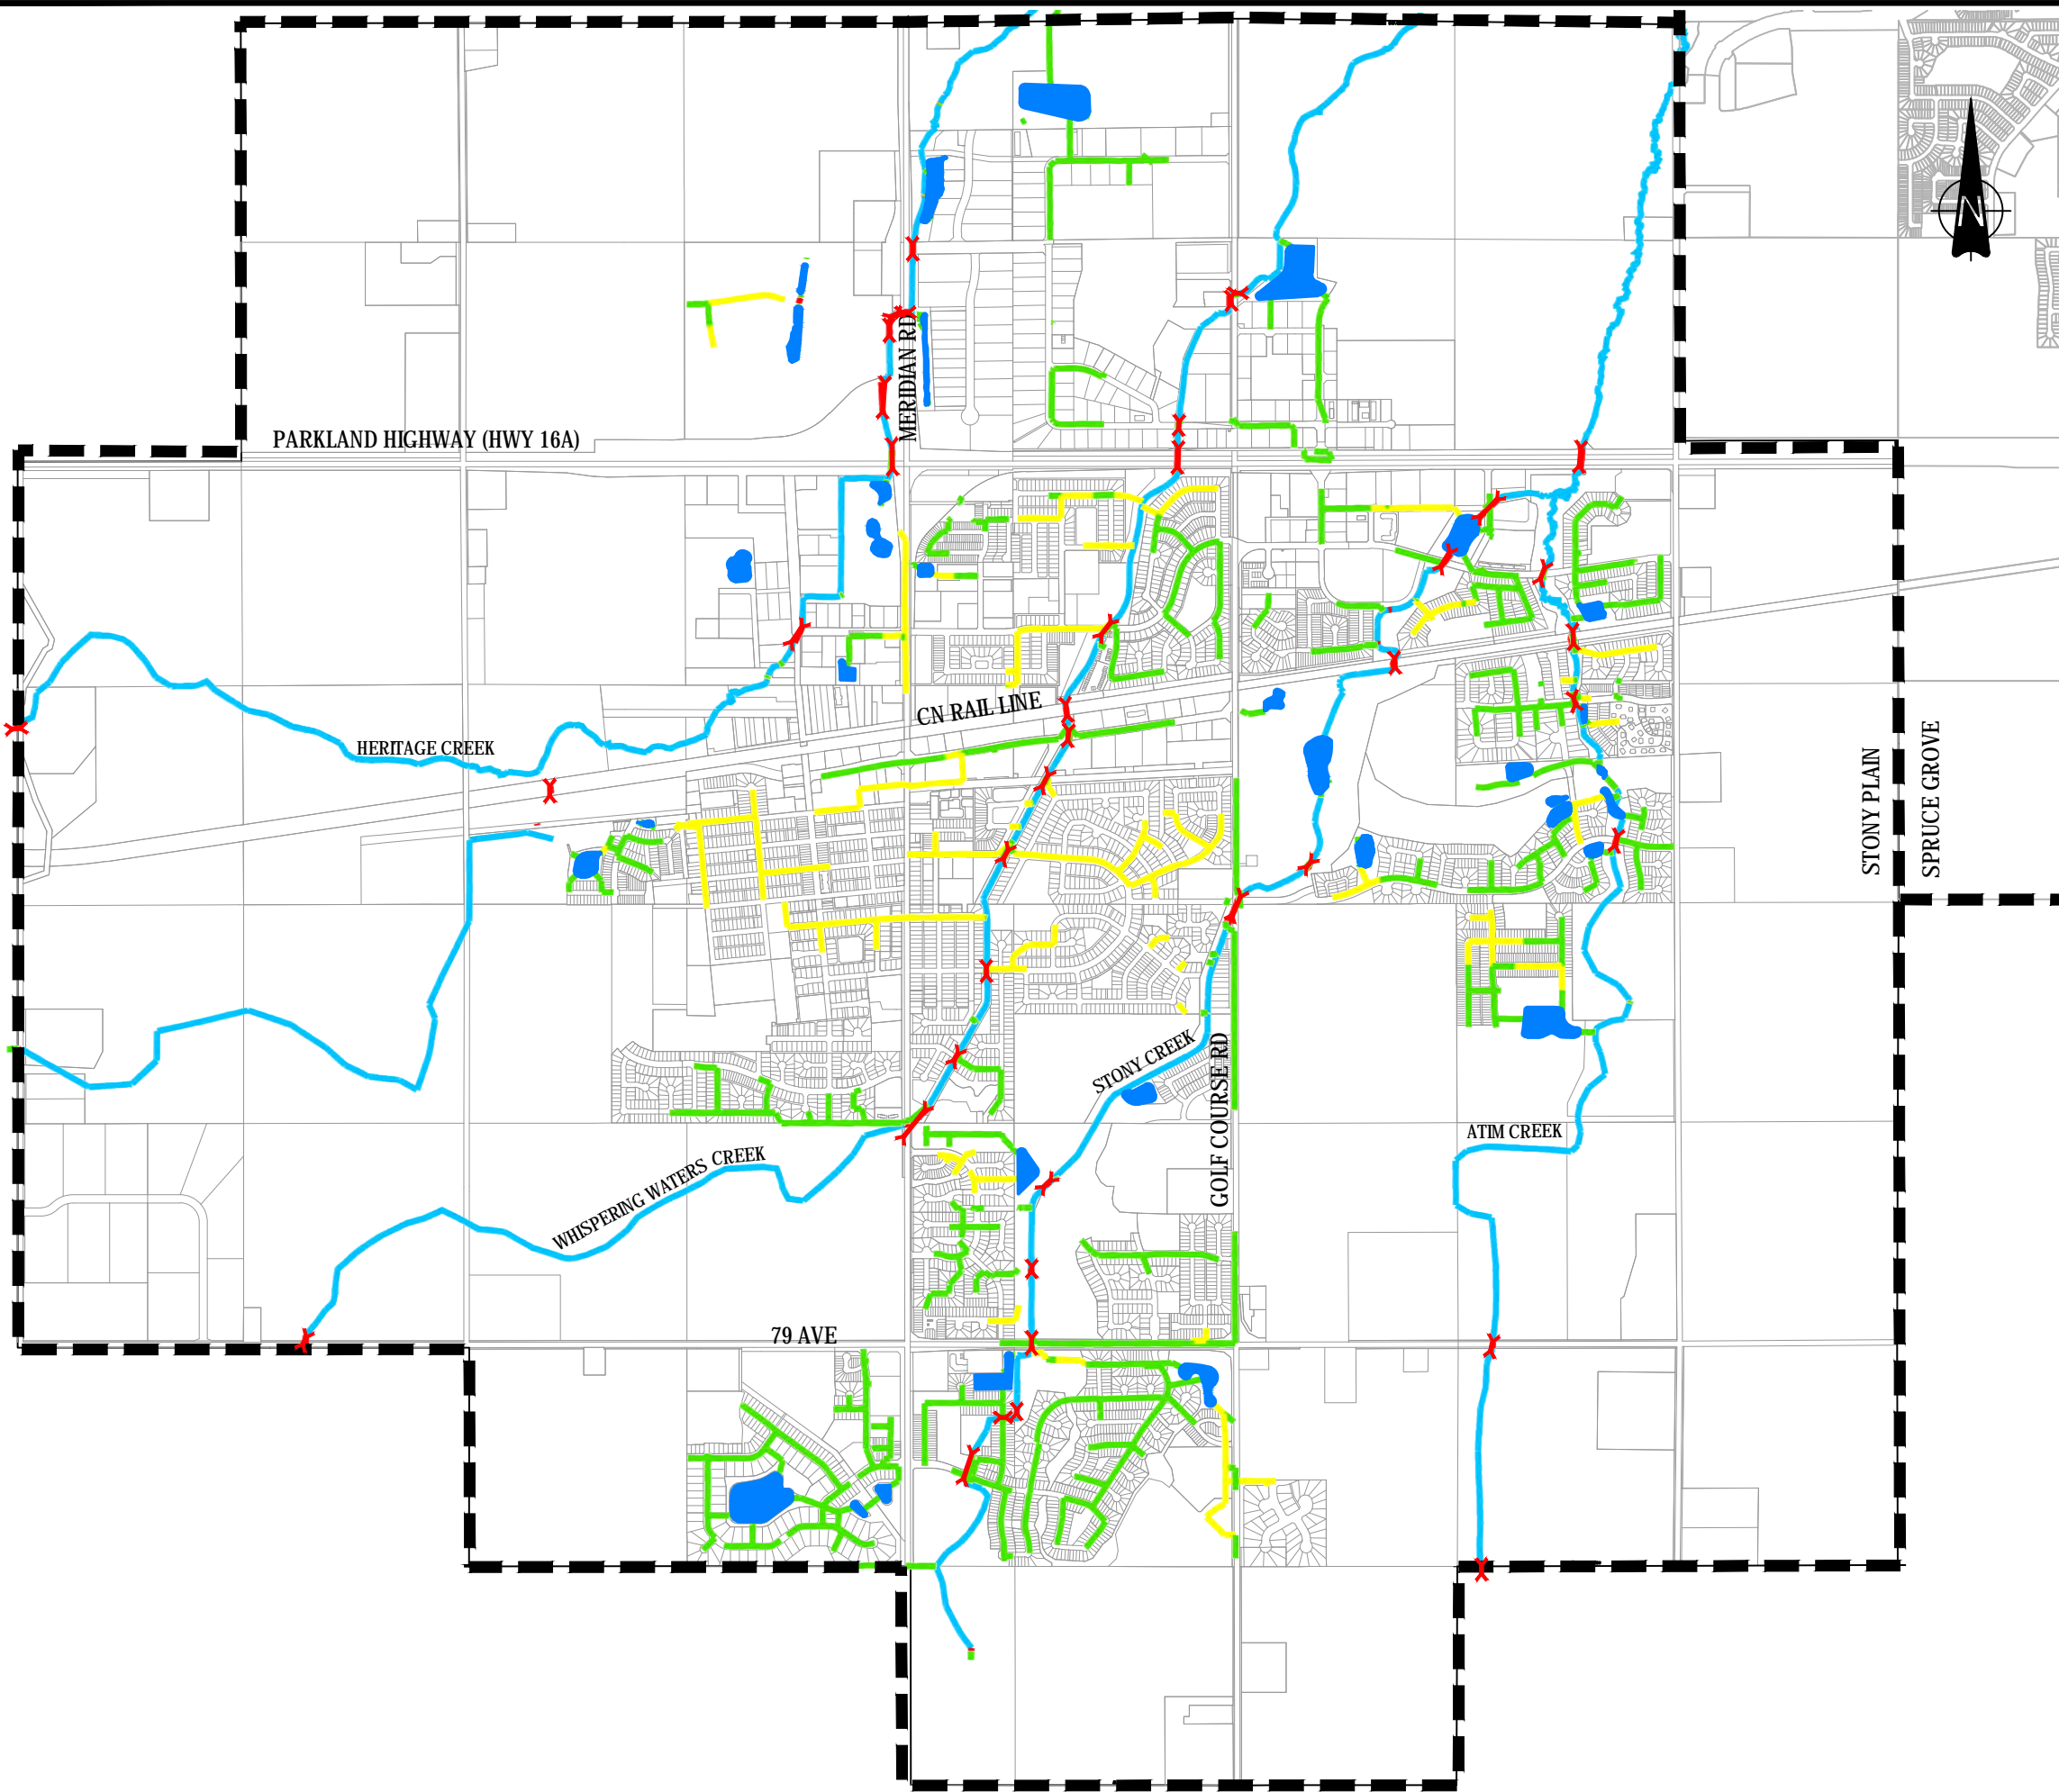 N
MERIDIAN RD
PARKLAND HIGHWAY (HWY 16A)
CN RAIL LINE
HERITAGE CREEK
STONY PLAIN
SPRUCE GROVE
STONY CREEK
GOLF COURSE RD
ATIM CREEK
WHISPERING WATERS CREEK
79 AVE